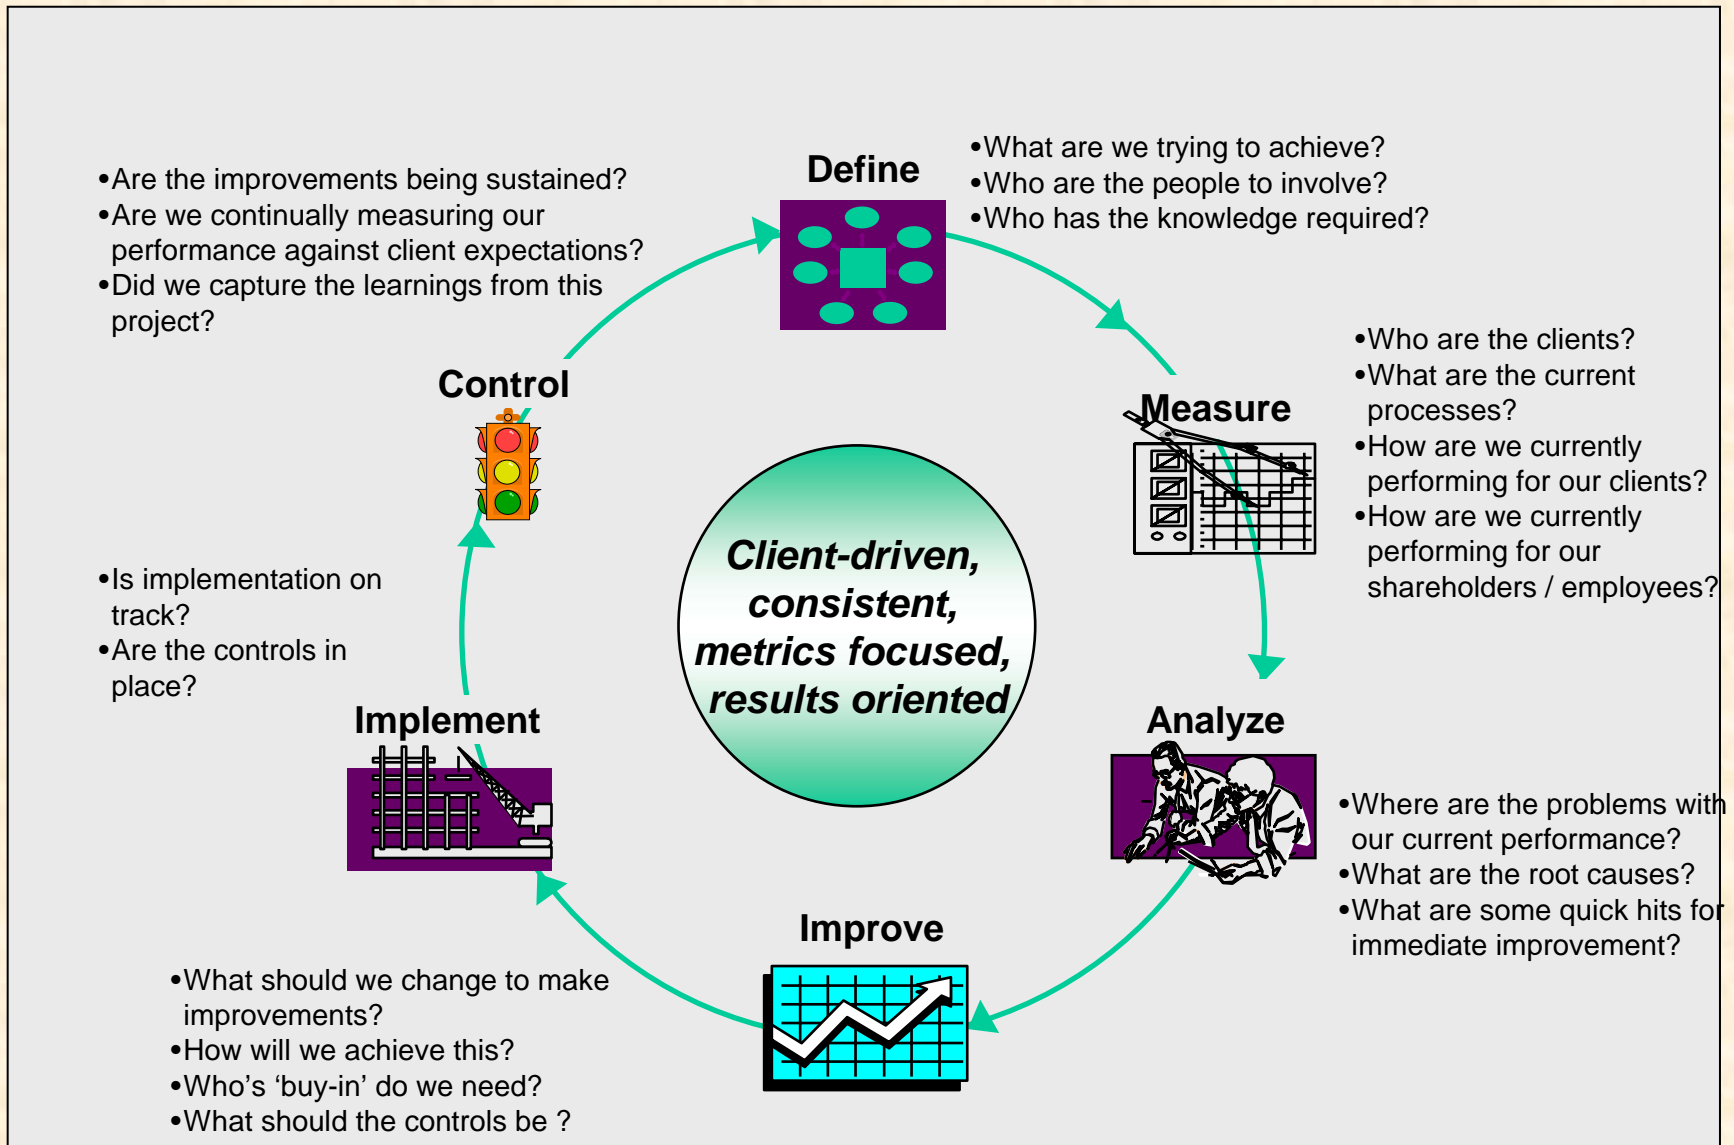 Define
•What are we trying to achieve?
•Who are the people to involve?
•Who has the knowledge required?
Measure
•Who are the clients?
•What are the current
processes?
•How are we currently
performing for our clients?
•How are we currently
performing for our
shareholders / employees?
Analyze
•Where are the problems with
our current performance?
•What are the root causes?
•What are some quick hits for
immediate improvement?
Improve
•What should we change to make
improvements?
•How will we achieve this?
•Who's ‘buy-in’ do we need?
•What should the controls be ?
Implement
•Is implementation on
track?
•Are the controls in
place?
Control
•Are the improvements being sustained?
•Are we continually measuring our
performance against client expectations?
•Did we capture the learnings from this
project?
Client-driven,
consistent,
metrics focused,
results oriented